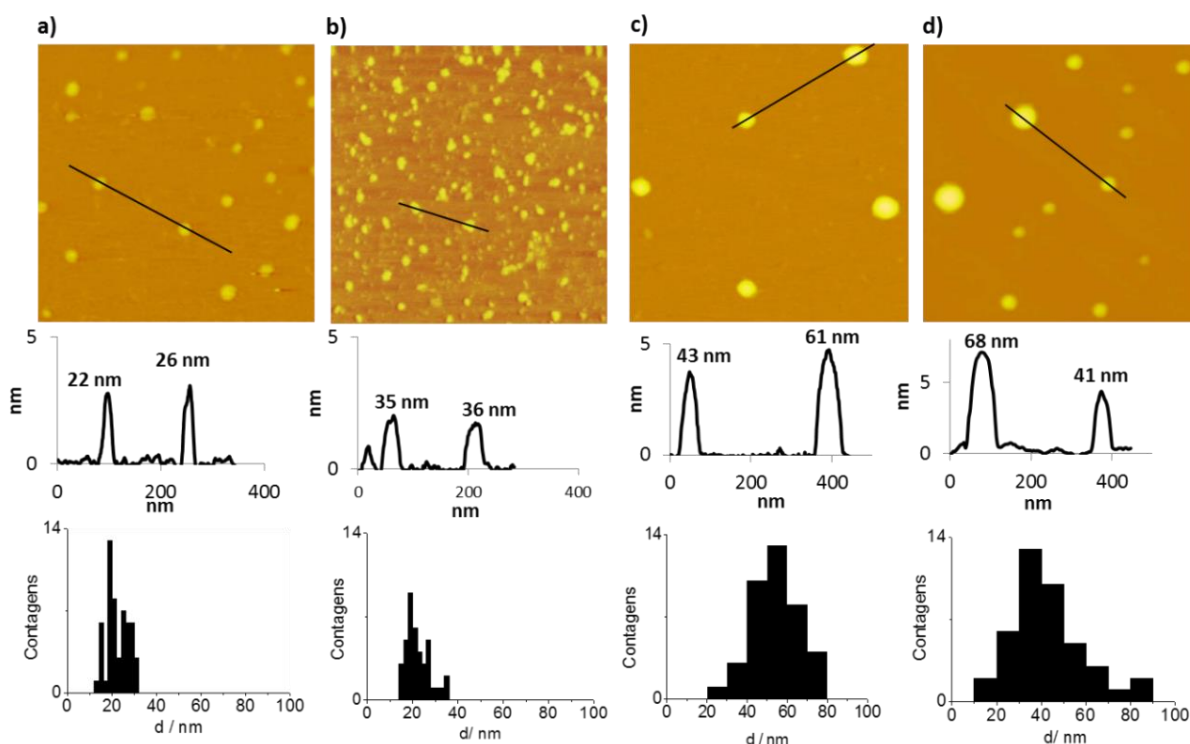 a) b) c) d)
5 5 5
nm nm nm nm
22 nm 26 nm 35 nm 36 nm 43 nm 61 nm 68 nm 41 nm
5
0 0 0 0
0 200 400 0 200 400 0 200 400 0 200 400
nm nm nm nm
14 14 14 14
Contagens Contagens Contagens Contagens
0 0 0 0
0 20 40 60 80 100 0 20 40 60 80 100 0 20 40 60 80 100 0 20 40 60 80 100
d / nm d/ nm d / nm d/ nm